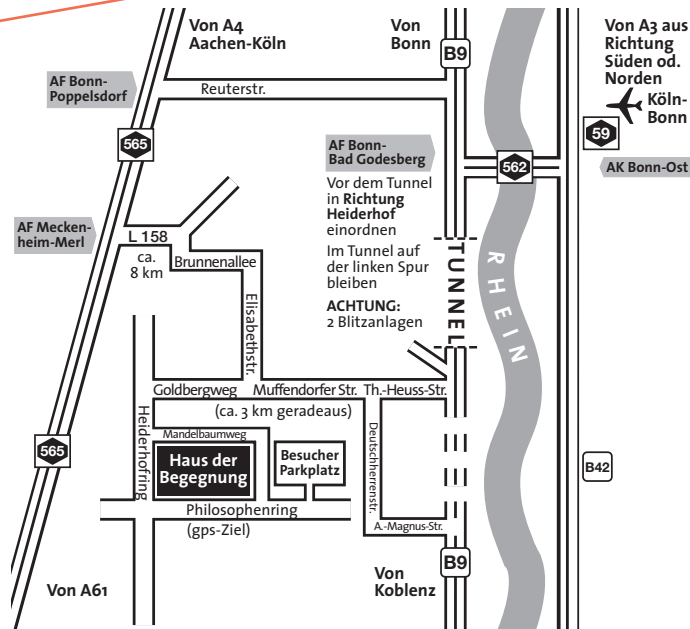 Von A4
Aachen-Köln
Von
Bonn
B9
Von A3 aus
Richtung
Süden od.
Norden
Köln-
Bonn
59
AK Bonn-Ost
AF Bonn-
Poppelsdorf
Reuterstr.
565
AF Bonn-
Bad Godesberg
562
Vor dem Tunnel
in Richtung
Heiderhof
einordnen
Im Tunnel auf
der linken Spur
bleiben
ACHTUNG:
2 Blitzanlagen
TUNNEL
RHEIN
AF Mecken-
heim-Merl
L 158
ca.
8 km
Brunnenallee
Elisabethstr.
Goldbergweg
Muffendorfer Str.
Th.-Heuss-Str.
(ca. 3 km geradeaus)
Heiderhofring
Mandelbaumweg
Haus der
Begegnung
Besucher
Parkplatz
Deutschherrenstr.
565
B42
Philosophenring
(gps-Ziel)
A.-Magnus-Str.
B9
Von A61
Von
Koblenz